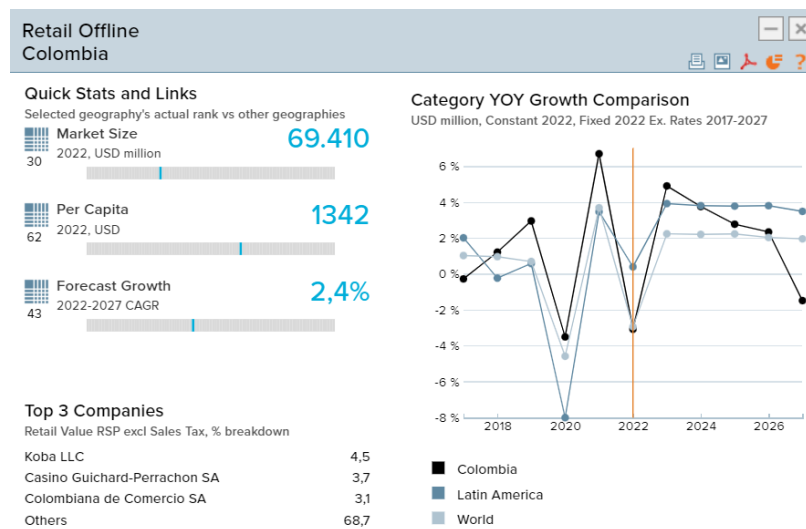 Retail Offline
Colombia
Quick Stats and Links
Selected geography's actual rank vs other geographies
Market Size
2022, USD million
69.410
30
Per Capita
2022, USD
1342
62
Forecast Growth
2022-2027 CAGR
2,4%
43
Top 3 Companies
Retail Value RSP excl Sales Tax, % breakdown
Koba LLC 4,5
Casino Guichard-Perrachon SA 3,7
Colombiana de Comercio SA 3,1
Others 68,7
Category YOY Growth Comparison
USD million, Constant 2022, Fixed 2022 Ex. Rates 2017-2027
6 %
4 %
2 %
0 %
-2 %
-4 %
-6 %
-8 %
2018 2020 2022 2024 2026
Colombia
Latin America
World